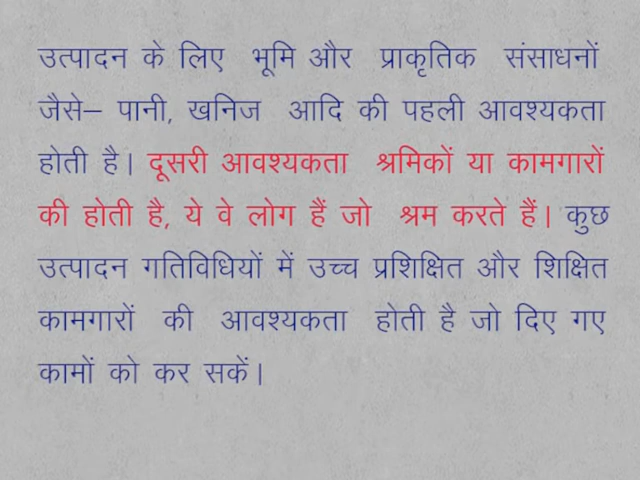 उत्पादन के लिए भूमि और प्राकृतिक संसाधनों
जैसे– पानी, खनिज आदि की पहली आवश्यकता
होती है। दूसरी आवश्यकता श्रमिकों या कामगारों
की होती है, ये वे लोग हैं जो श्रम करते हैं। कुछ
उत्पादन गतिविधियों में उच्च प्रशिक्षित और शिक्षित
कामगारों की आवश्यकता होती है जो दिए गए
कामों को कर सकें।